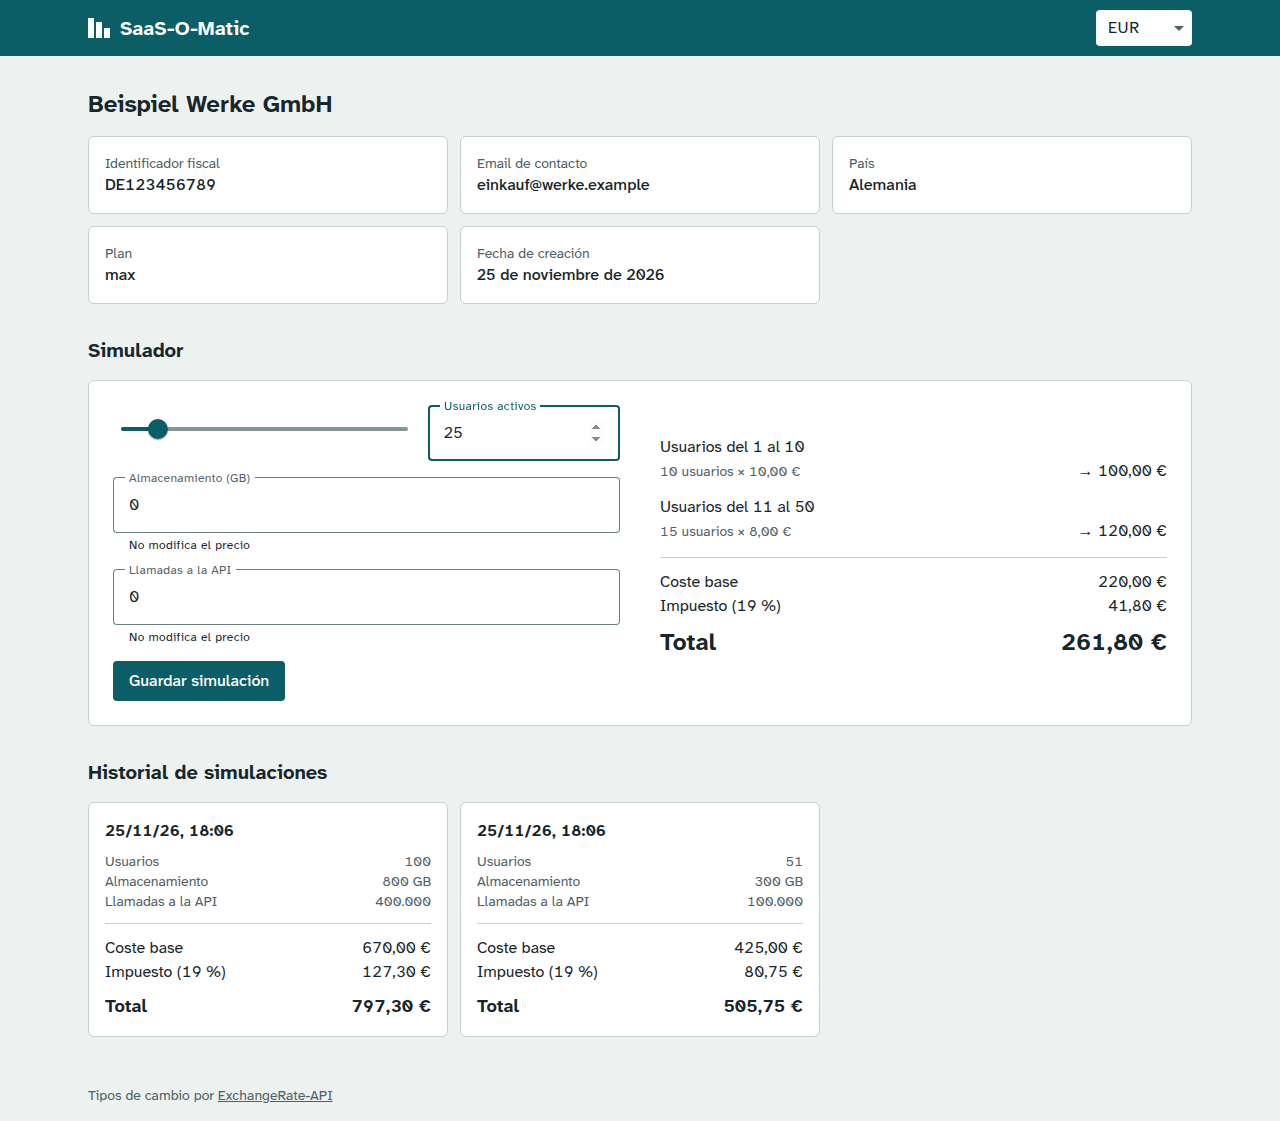 SaaS-O-Matic
EUR
Beispiel Werke GmbH
Identificador fiscal
DE123456789
Email de contacto
einkauf@werke.example
País
Alemania
Plan
max
Fecha de creación
25 de noviembre de 2026
Simulador
Usuarios activos
25
Almacenamiento (GB)
0
No modifica el precio
Llamadas a la API
0
No modifica el precio
Guardar simulación
Usuarios del 1 al 10
10 usuarios × 10,00 € → 100,00 €
Usuarios del 11 al 50
15 usuarios × 8,00 € → 120,00 €
Coste base 220,00 €
Impuesto (19 %) 41,80 €
Total 261,80 €
Historial de simulaciones
25/11/26, 18:06
Usuarios 100
Almacenamiento 800 GB
Llamadas a la API 400.000
Coste base 670,00 €
Impuesto (19 %) 127,30 €
Total 797,30 €
25/11/26, 18:06
Usuarios 51
Almacenamiento 300 GB
Llamadas a la API 100.000
Coste base 425,00 €
Impuesto (19 %) 80,75 €
Total 505,75 €
Tipos de cambio por ExchangeRate-API